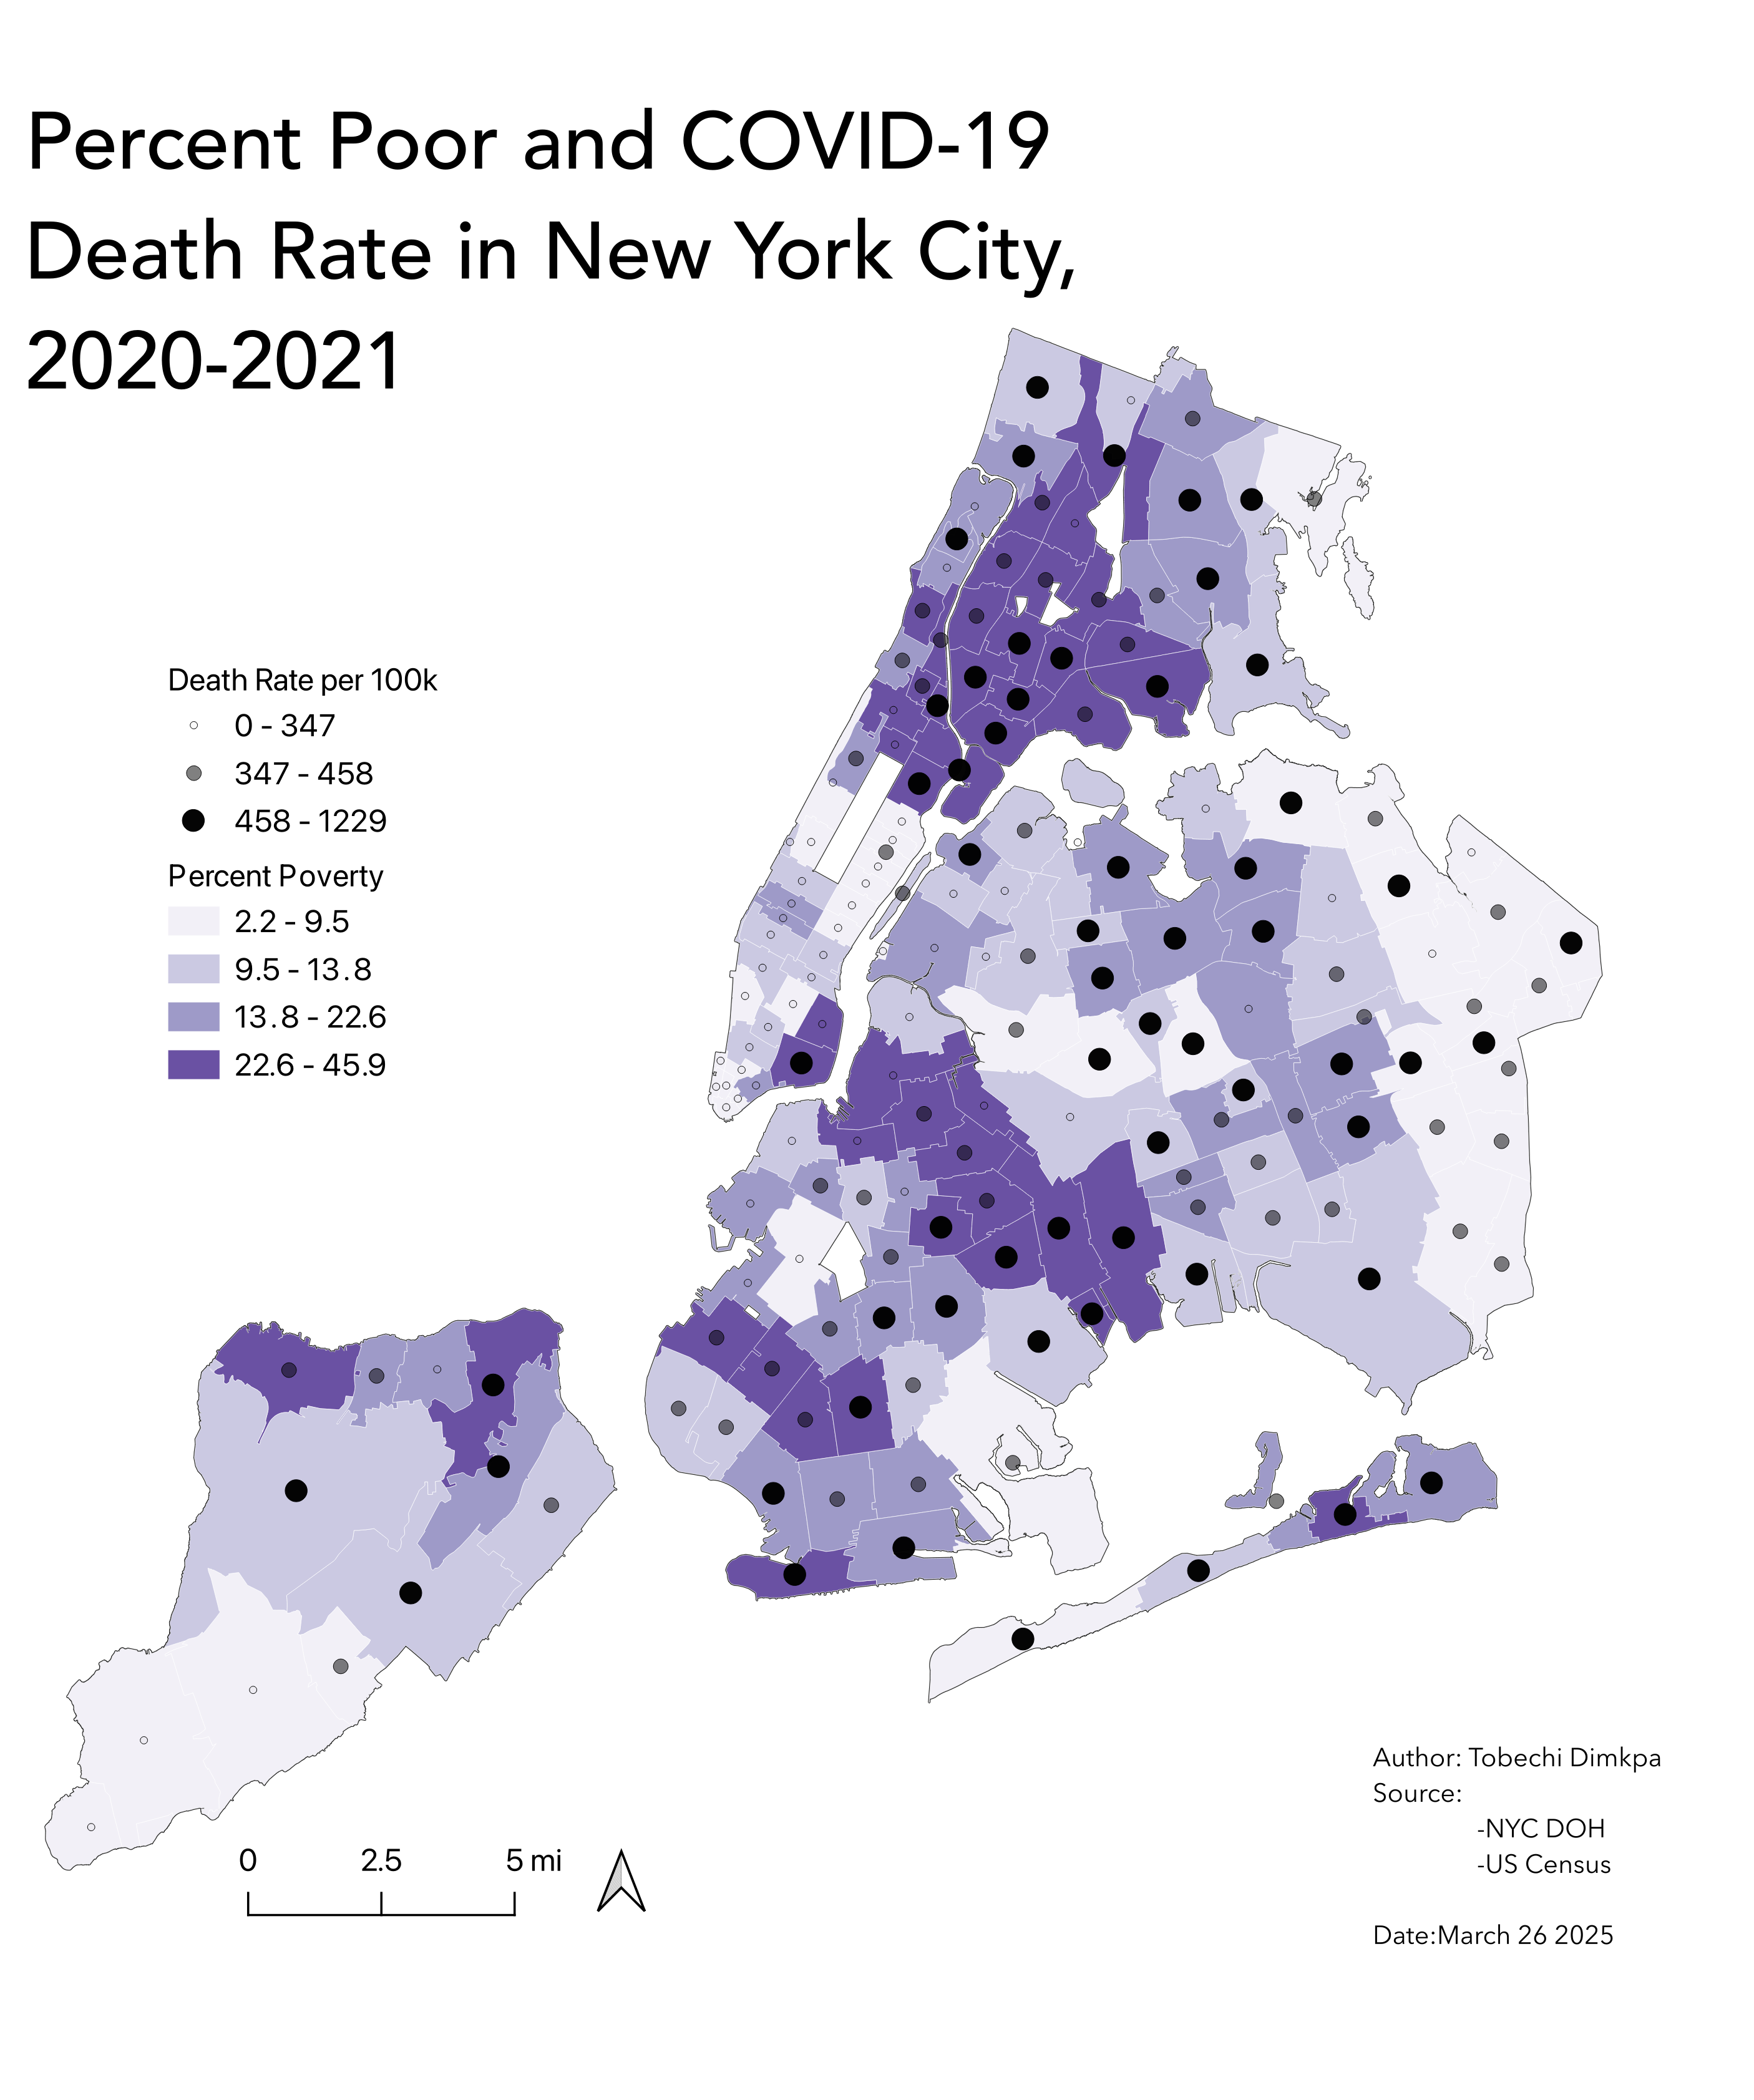 Percent Poor and COVID-19
Death Rate in New York City,
2020-2021
Death Rate per 100k
0 - 347
347 - 458
458 - 1229
Percent Poverty
2.2 - 9.5
9.5 - 13.8
13.8 - 22.6
22.6 - 45.9
0 2.5 5 mi
Author: Tobechi Dimkpa
Source:
-NYC DOH
-US Census
Date:March 26 2025